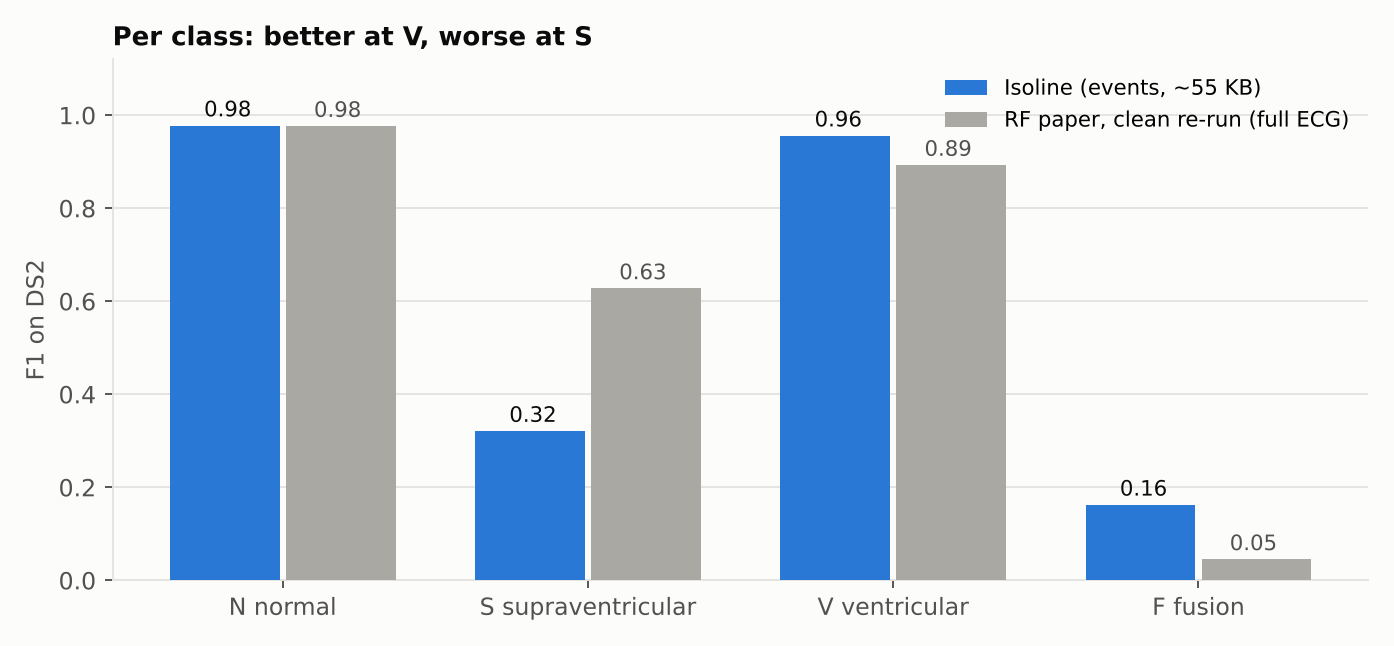 Per class: better at V, worse at S
Isoline (events, ~55 KB)
RF paper, clean re-run (full ECG)
F1 on DS2
1.0
0.8
0.6
0.4
0.2
0.0
0.98
0.98
0.32
0.63
0.96
0.89
0.16
0.05
N normal
S supraventricular
V ventricular
F fusion